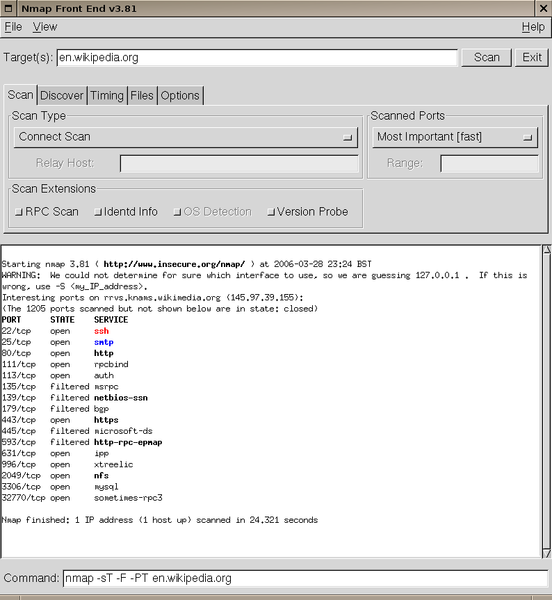 Nmap Front End v3.81
File View Help
Target(s): en.wikipedia.org Scan Exit
Scan Discover Timing Files Options
Scan Type Scanned Ports
Connect Scan Most Important [fast]
Relay Host: Range:
Scan Extensions
RPC Scan Identd Info OS Detection Version Probe
Starting nmap 3.81 ( http://www.insecure.org/nmap/ ) at 2006-03-28 23:24 BST
WARNING: We could not determine for sure which interface to use, so we are guessing 127.0.0.1 . If this is
wrong, use -S <my_IP_address>.
Interesting ports on rrvs.knams.wikimedia.org (145.97.39.155):
(The 1205 ports scanned but not shown below are in state: closed)
PORT STATE SERVICE
22/tcp open ssh
25/tcp open smtp
80/tcp open http
111/tcp open rpcbind
113/tcp open auth
135/tcp filtered msrpc
139/tcp filtered netbios-ssn
179/tcp filtered bgp
443/tcp open https
445/tcp filtered microsoft-ds
593/tcp filtered http-rpc-epmap
631/tcp open ipp
996/tcp open xtreelic
2049/tcp open nfs
3306/tcp open mysql
32770/tcp open sometimes-rpc3
Nmap finished: 1 IP address (1 host up) scanned in 24.321 seconds
Command: nmap -sT -F -PT en.wikipedia.org